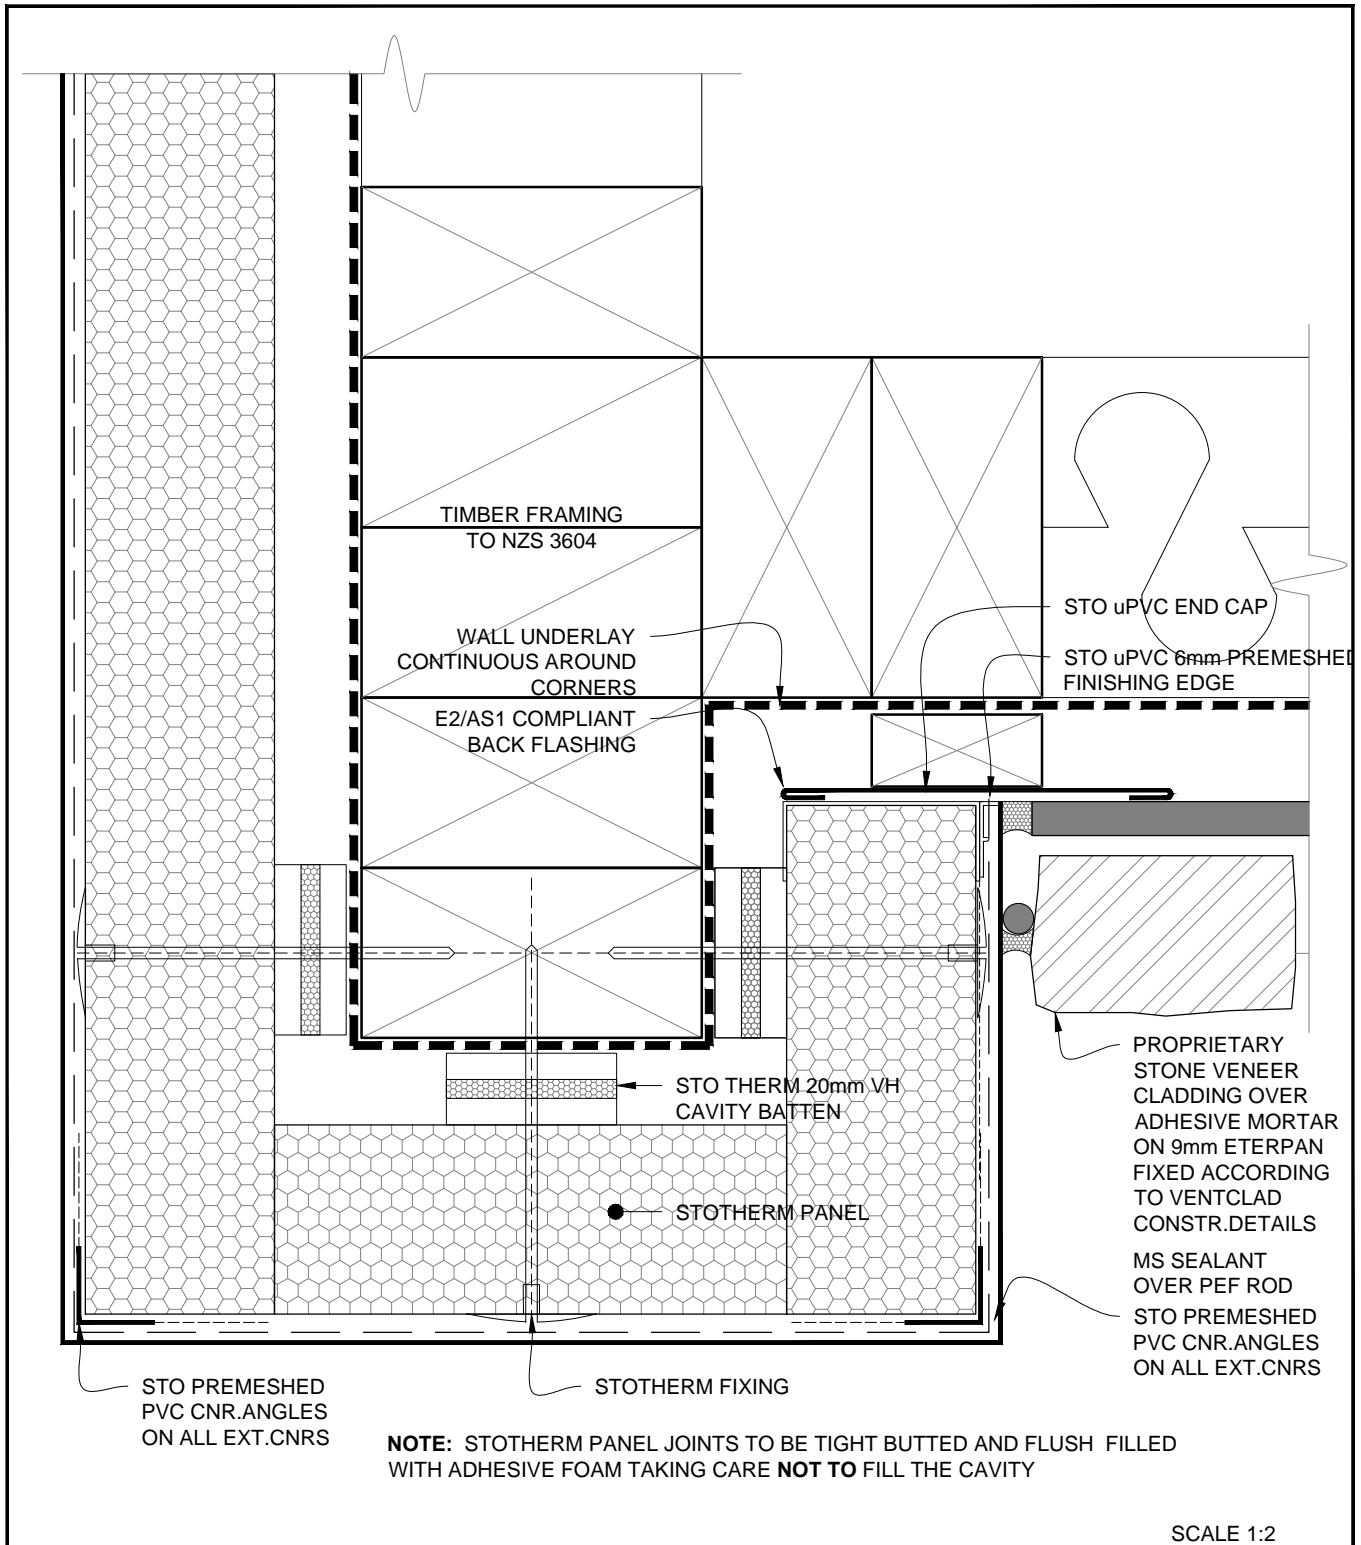 TIMBER FRAMING
TO NZS 3604
WALL UNDERLAY
CONTINUOUS AROUND
CORNERS
E2/AS1 COMPLIANT
BACK FLASHING
STO uPVC END CAP
STO uPVC 6mm PREMESHED
FINISHING EDGE
STO THERM 20mm VH
CAVITY BATTEN
STOTHERM PANEL
PROPRIETARY
STONE VENEER
CLADDING OVER
ADHESIVE MORTAR
ON 9mm ETERPAN
FIXED ACCORDING
TO VENTCLAD
CONSTR.DETAILS
MS SEALANT
OVER PEF ROD
STO PREMESHED
PVC CNR.ANGLES
ON ALL EXT.CNRS
STO PREMESHED
PVC CNR.ANGLES
ON ALL EXT.CNRS
STOTHERM FIXING
NOTE: STOTHERM PANEL JOINTS TO BE TIGHT BUTTED AND FLUSH FILLED
WITH ADHESIVE FOAM TAKING CARE NOT TO FILL THE CAVITY
SCALE 1:2